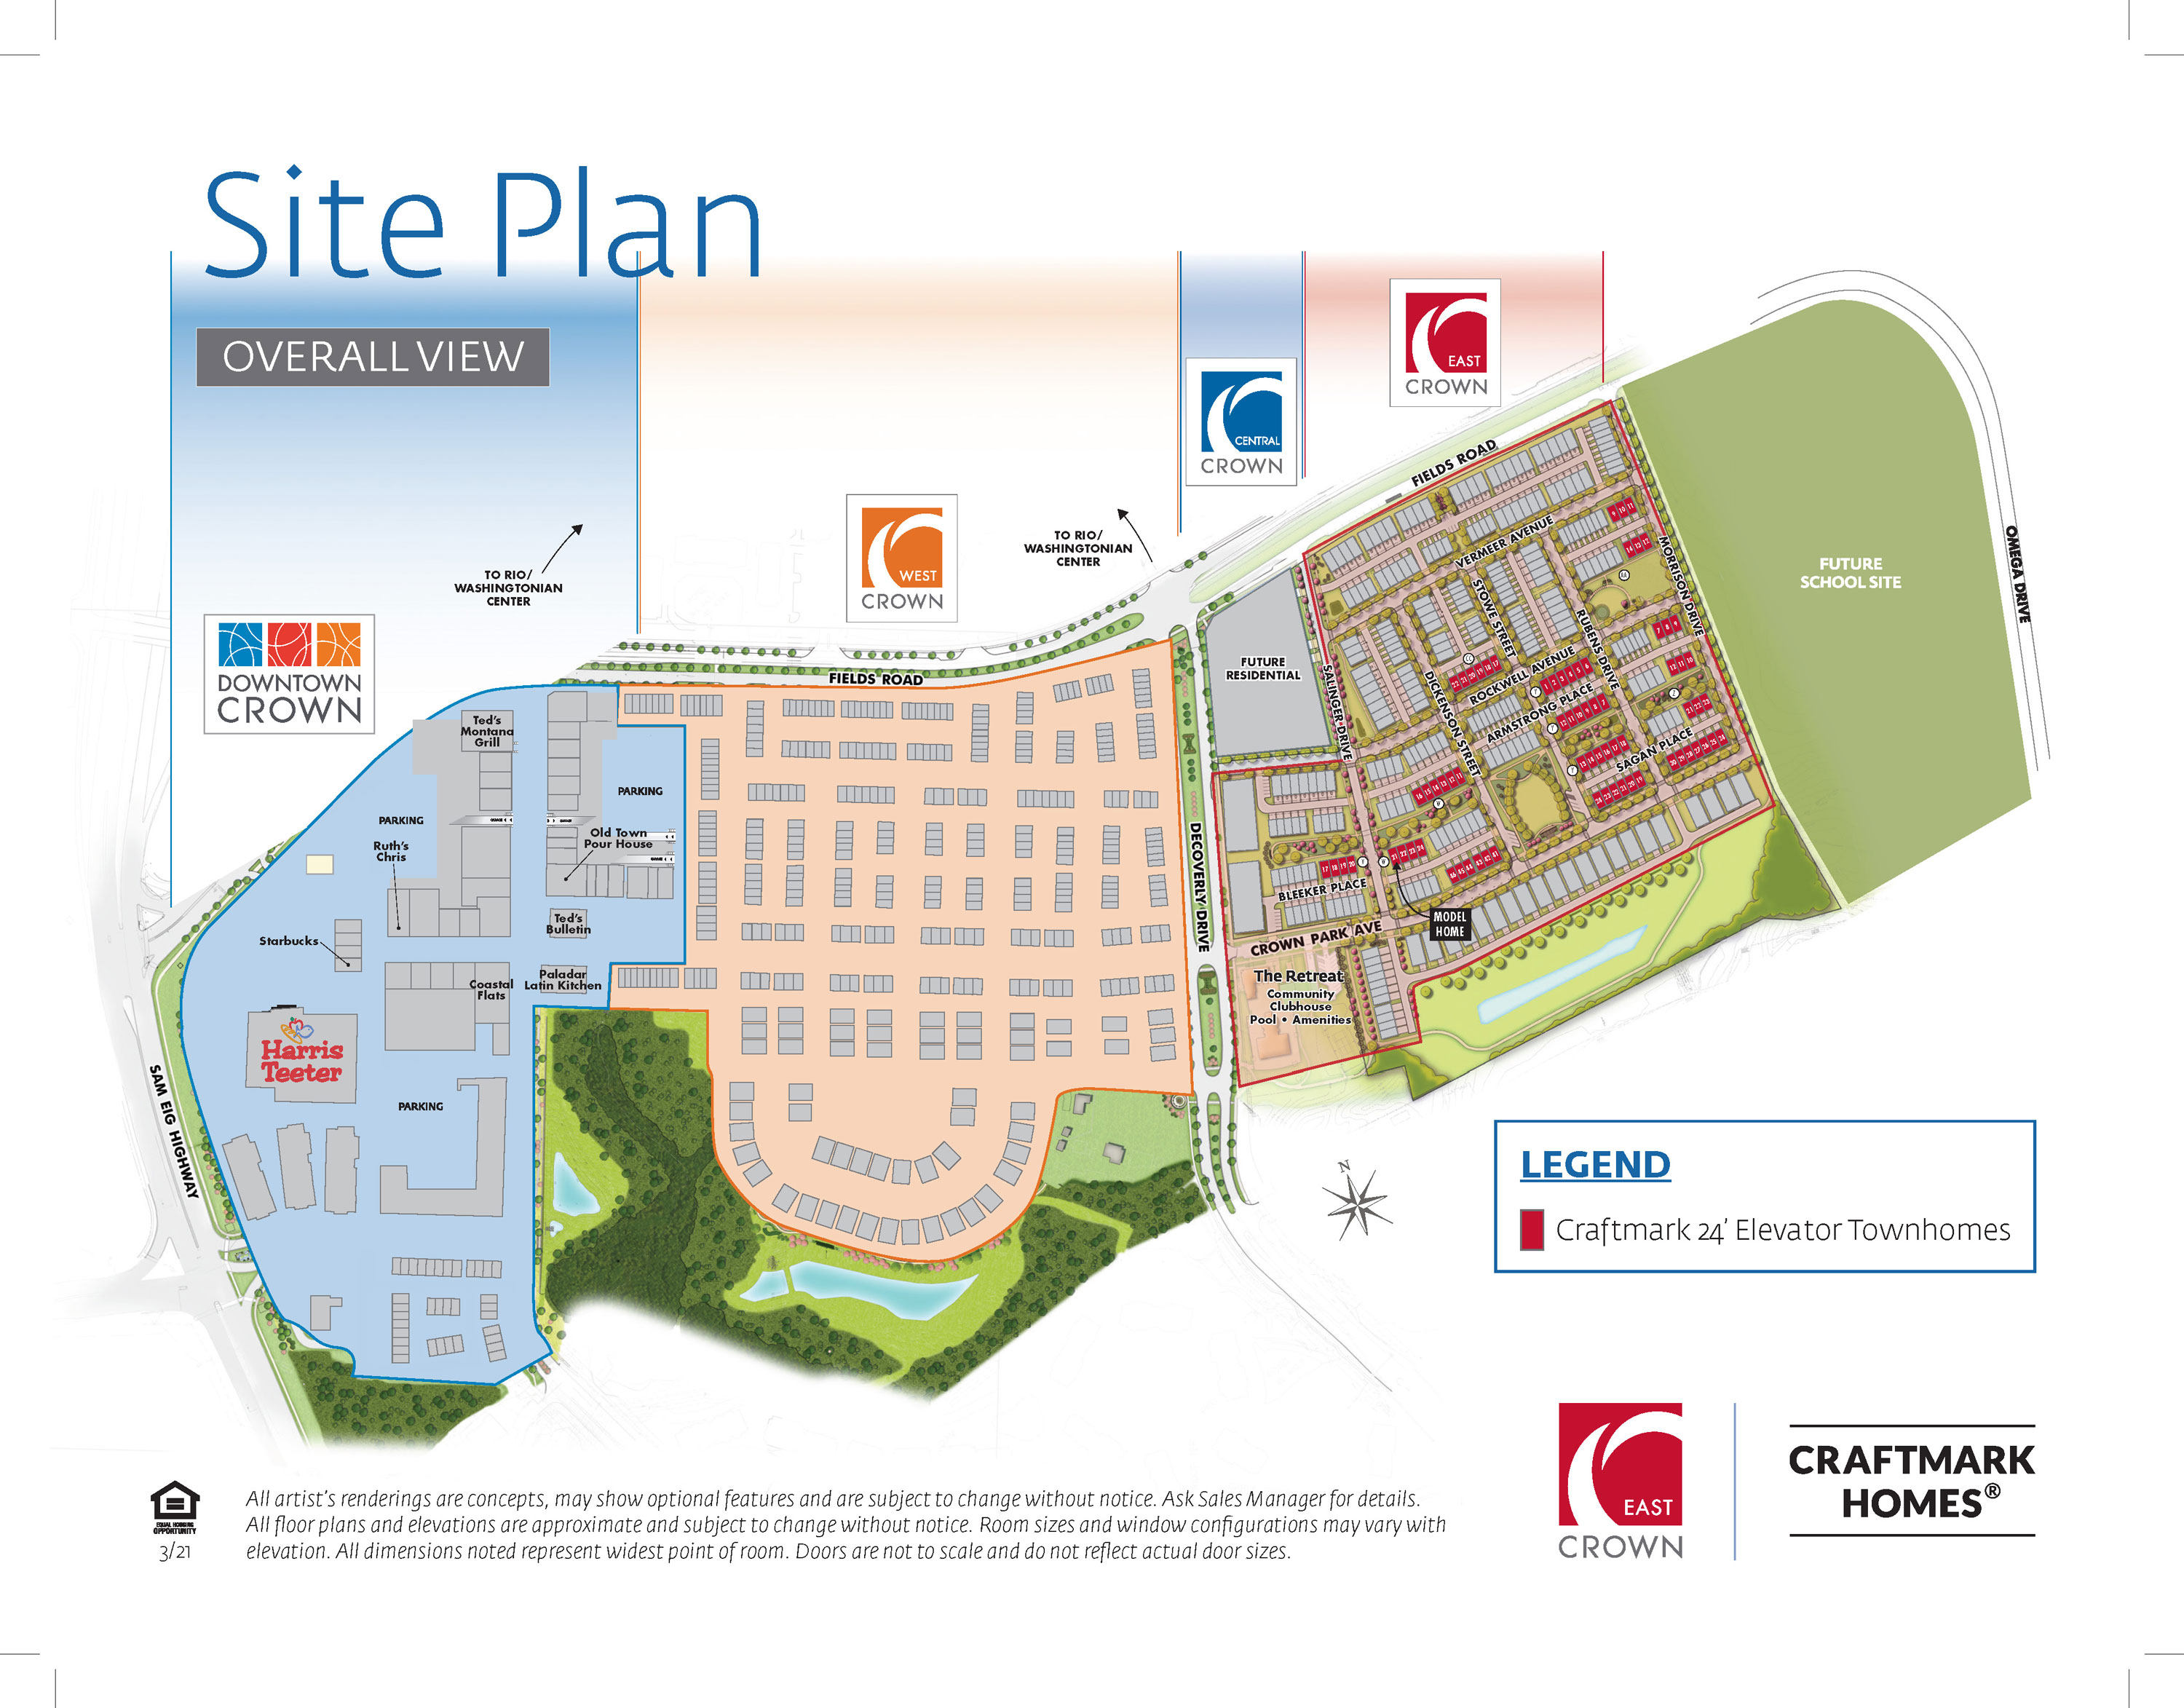 Site Plan
OVERALL VIEW
EAST
CROWN
CENTRAL
CROWN
WEST
CROWN
DOWNTOWN
CROWN
TO RIO/
WASHINGTONIAN
CENTER
TO RIO/
WASHINGTONIAN
CENTER
FIELDS ROAD
FIELDS ROAD
FUTURE
SCHOOL SITE
OMEGA DRIVE
FUTURE
RESIDENTIAL
VERMEER AVENUE
STOWE STREET
MORRISON DRIVE
RUBENS DRIVE
SALINGER DRIVE
DICKENSON STREET
ROCKWELL AVENUE
ARMSTRONG PLACE
SAGAN PLACE
BLEEKER PLACE
CROWN PARK AVE
MODEL
HOME
DECOVERLY DRIVE
The Retreat
Community
Clubhouse
Pool • Amenities
Ted's
Montana
Grill
PARKING
PARKING
Ruth's
Chris
Old Town
Pour House
Ted's
Bulletin
Starbucks
Coastal
Flats
Paladar
Latin Kitchen
Harris
Teeter
PARKING
SAM EIG HIGHWAY
N
LEGEND
Craftmark 24' Elevator Townhomes
EAST
CROWN
CRAFTMARK
HOMES®
EQUAL HOUSING
OPPORTUNITY
3/21
All artist's renderings are concepts, may show optional features and are subject to change without notice. Ask Sales Manager for details.
All floor plans and elevations are approximate and subject to change without notice. Room sizes and window configurations may vary with
elevation. All dimensions noted represent widest point of room. Doors are not to scale and do not reflect actual door sizes.